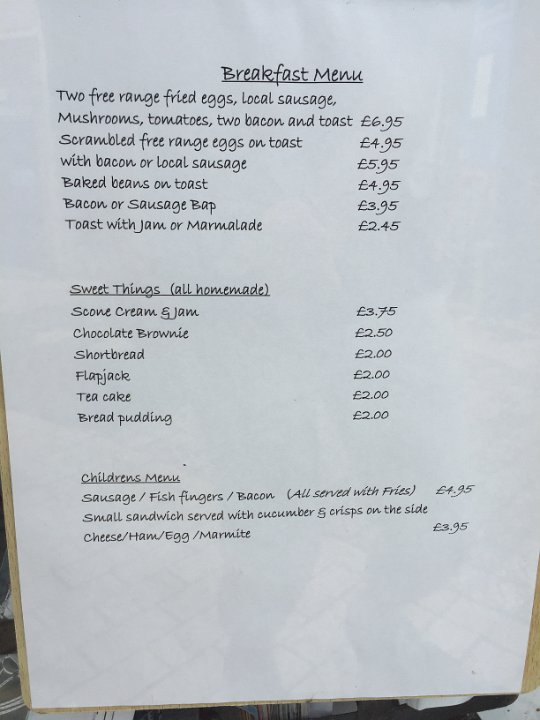 Breakfast Menu
Two free range fried eggs, local sausage,
Mushrooms, tomatoes, two bacon and toast £6.95
Scrambled free range eggs on toast £4.95
with bacon or local sausage £5.95
Baked beans on toast £4.95
Bacon or Sausage Bap £3.95
Toast with Jam or Marmalade £2.45
Sweet Things (all homemade)
Scone Cream & Jam £3.75
Chocolate Brownie £2.50
Shortbread £2.00
Flapjack £2.00
Tea cake £2.00
Bread pudding £2.00
Childrens Menu
Sausage / Fish fingers / Bacon (All served with Fries) £4.95
Small sandwich served with cucumber & crisps on the side
Cheese/Ham/Egg /Marmite £3.95